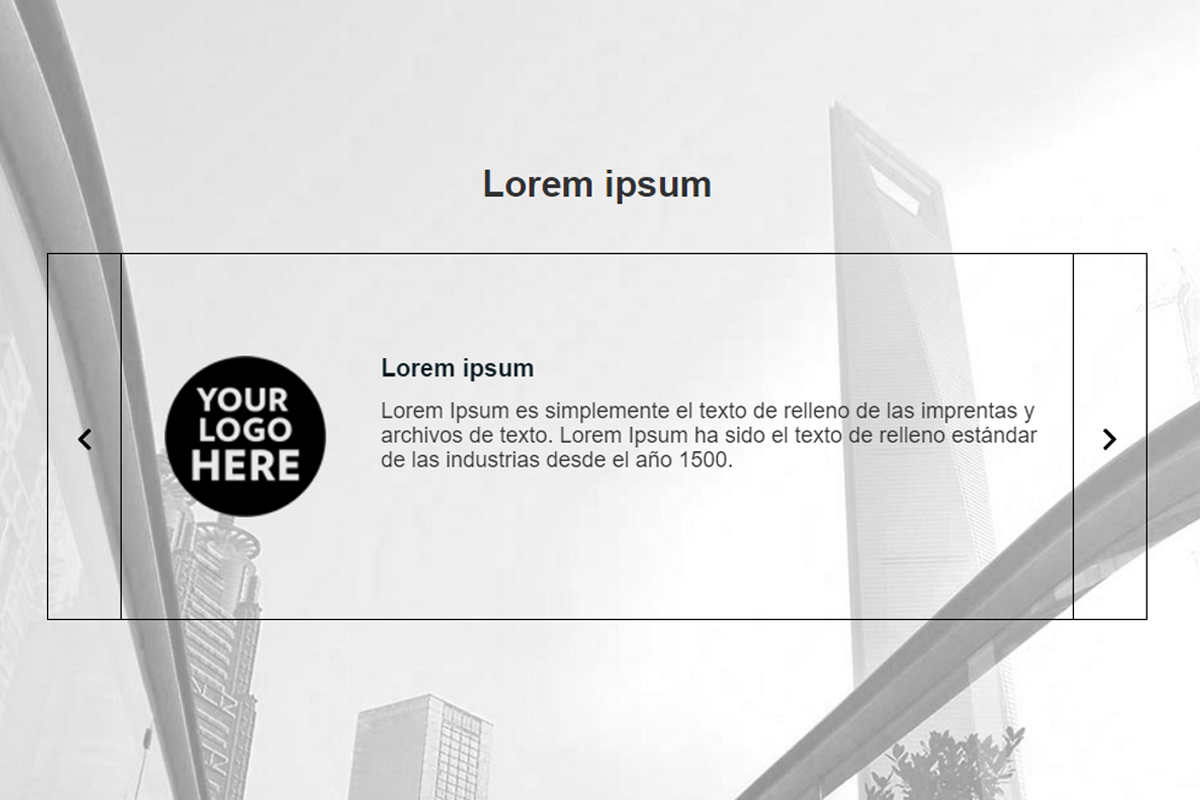 Lorem ipsum
YOUR
LOGO
HERE
Lorem ipsum
Lorem Ipsum es simplemente el texto de relleno de las imprentas y
archivos de texto. Lorem Ipsum ha sido el texto de relleno estándar
de las industrias desde el año 1500.